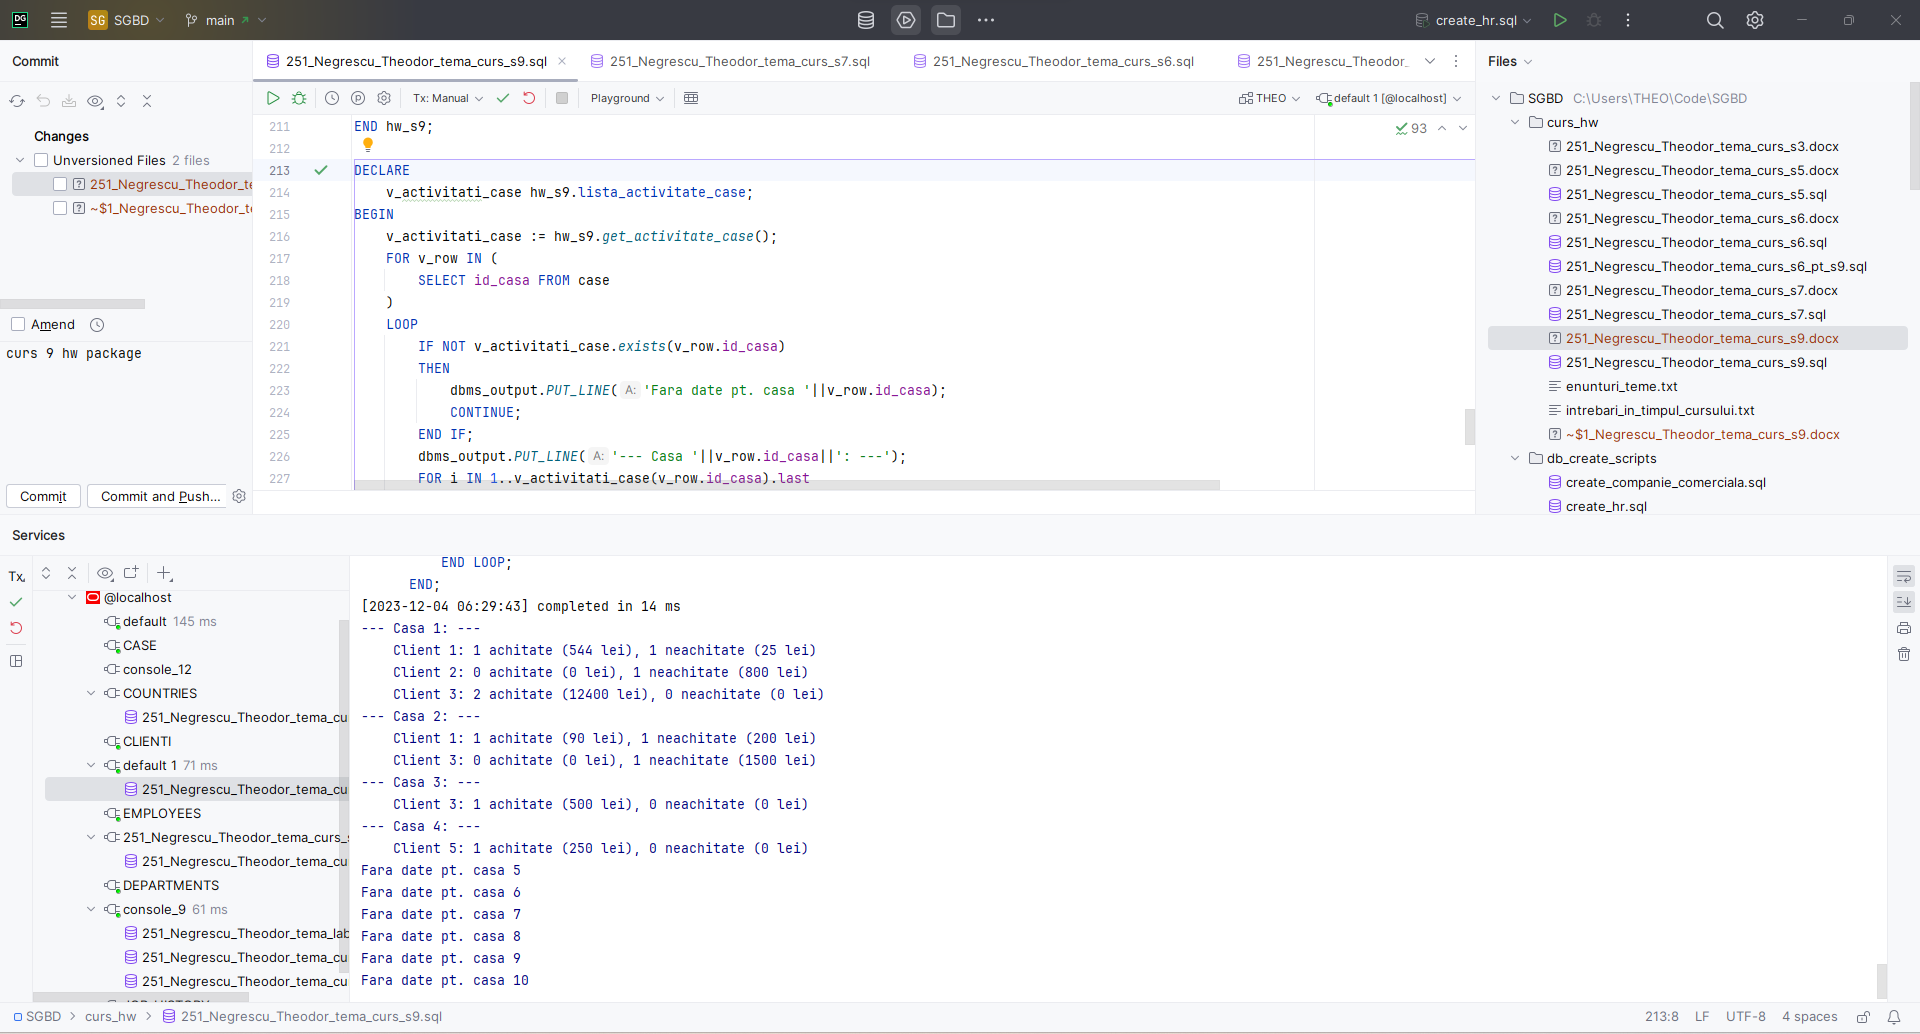 DG
SG SGBD
main
create_hr.sql
Commit
Changes
Unversioned Files 2 files
251_Negrescu_Theodor_te
~$1_Negrescu_Theodor_te
Amend
curs 9 hw package
Commit
Commit and Push...
251_Negrescu_Theodor_tema_curs_s9.sql
251_Negrescu_Theodor_tema_curs_s7.sql
251_Negrescu_Theodor_tema_curs_s6.sql
251_Negrescu_Theodor_
Tx: Manual
Playground
THEO
default 1 [@localhost]
93
211 END hw_s9;
212
213 DECLARE
214 v_activitati_case hw_s9.lista_activitate_case;
215 BEGIN
216 v_activitati_case := hw_s9.get_activitate_case();
217 FOR v_row IN (
218 SELECT id_casa FROM case
219 )
220 LOOP
221 IF NOT v_activitati_case.exists(v_row.id_casa)
222 THEN
223 dbms_output.PUT_LINE( A: 'Fara date pt. casa '||v_row.id_casa);
224 CONTINUE;
225 END IF;
226 dbms_output.PUT_LINE( A: '--- Casa '||v_row.id_casa||': ---');
227 FOR i IN 1..v_activitati_case(v_row.id_casa).last
Files
SGBD C:\Users\THEO\Code\SGBD
curs_hw
251_Negrescu_Theodor_tema_curs_s3.docx
251_Negrescu_Theodor_tema_curs_s5.docx
251_Negrescu_Theodor_tema_curs_s5.sql
251_Negrescu_Theodor_tema_curs_s6.docx
251_Negrescu_Theodor_tema_curs_s6.sql
251_Negrescu_Theodor_tema_curs_s6_pt_s9.sql
251_Negrescu_Theodor_tema_curs_s7.docx
251_Negrescu_Theodor_tema_curs_s7.sql
251_Negrescu_Theodor_tema_curs_s9.docx
251_Negrescu_Theodor_tema_curs_s9.sql
enunturi_teme.txt
intrebari_in_timpul_cursului.txt
~$1_Negrescu_Theodor_tema_curs_s9.docx
db_create_scripts
create_companie_comerciala.sql
create_hr.sql
Services
Tx
@localhost
default 145 ms
CASE
console_12
COUNTRIES
251_Negrescu_Theodor_tema_cu
CLIENTI
default 1 71 ms
251_Negrescu_Theodor_tema_cu
EMPLOYEES
251_Negrescu_Theodor_tema_curs_s
251_Negrescu_Theodor_tema_cu
DEPARTMENTS
console_9 61 ms
251_Negrescu_Theodor_tema_lab
251_Negrescu_Theodor_tema_cu
251_Negrescu_Theodor_tema_cu
JOB_HISTORY
END LOOP;
END;
[2023-12-04 06:29:43] completed in 14 ms
--- Casa 1: ---
Client 1: 1 achitate (544 lei), 1 neachitate (25 lei)
Client 2: 0 achitate (0 lei), 1 neachitate (800 lei)
Client 3: 2 achitate (12400 lei), 0 neachitate (0 lei)
--- Casa 2: ---
Client 1: 1 achitate (90 lei), 1 neachitate (200 lei)
Client 3: 0 achitate (0 lei), 1 neachitate (1500 lei)
--- Casa 3: ---
Client 3: 1 achitate (500 lei), 0 neachitate (0 lei)
--- Casa 4: ---
Client 5: 1 achitate (250 lei), 0 neachitate (0 lei)
Fara date pt. casa 5
Fara date pt. casa 6
Fara date pt. casa 7
Fara date pt. casa 8
Fara date pt. casa 9
Fara date pt. casa 10
SGBD > curs_hw > 251_Negrescu_Theodor_tema_curs_s9.sql
213:8 LF UTF-8 4 spaces